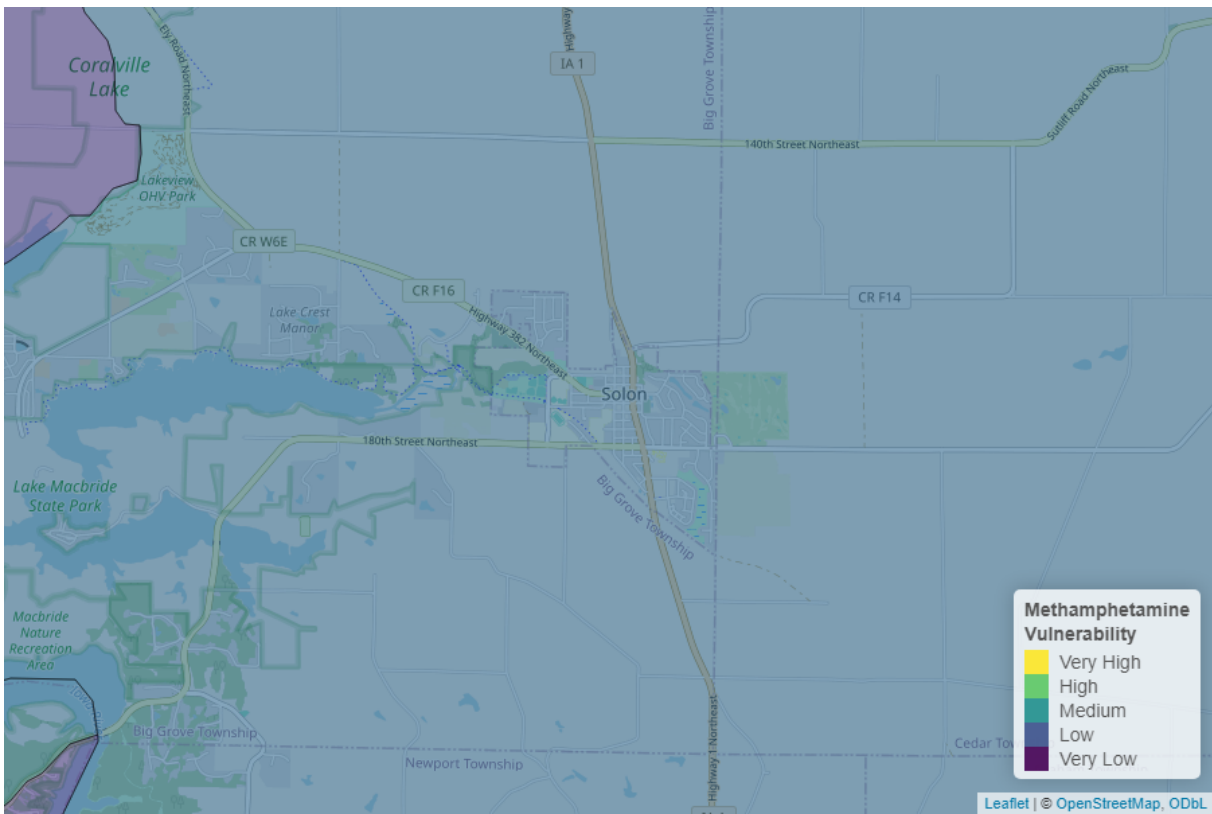 Ely Road Northeast
Highway
Big Grove Township
Coralville
Lake
IA 1
Sutliff Road Northeast
140th Street Northeast
Lakeview
OHV Park
CR W6E
CR F16
CR F14
Lake Crest
Manor
Highway 382 Northeast
Solon
180th Street Northeast
Lake Macbride
State Park
Big Grove Township
Macbride
Nature
Recreation
Area
Big Grove Township
Newport Township
Highway 1 Northeast
Cedar
Methamphetamine
Vulnerability
Very High
High
Medium
Low
Very Low
Leaflet | © OpenStreetMap, ODbL